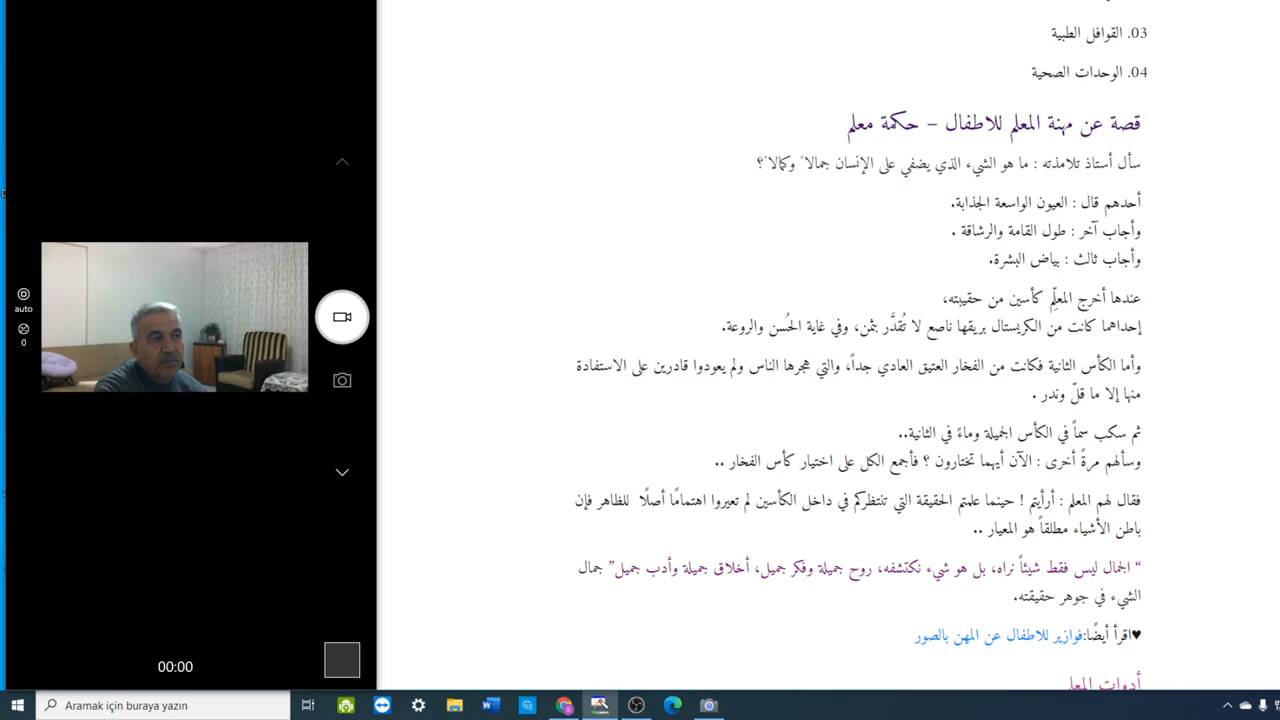 03. القوافل الطبية
04. الوحدات الصحية
قصة عن مهنة المعلم للاطفال – حكمة معلم
سأل أستاذ تلامذته : ما هو الشيء الذي يضفي على الإنسان جمالا ً وكمالا ً؟
أحدهم قال : العيون الواسعة الجذابة.
وأجاب آخر : طول القامة والرشاقة .
وأجاب ثالث : بياض البشرة.
عندها أخرج المعلِّم كأسين من حقيبته،
إحداهما كانت من الكريستال بريقها ناصع لا تُقدَّر بثمن، وفي غاية الحُسن والروعة.
وأما الكأس الثانية فكانت من الفخار العتيق العادي جداً، والتي هجرها الناس ولم يعودوا قادرين على الاستفادة
منها إلا ما قلّ وندر .
ثم سكب سماً في الكأس الجميلة وماءً في الثانية..
وسألهم مرةً أخرى : الآن أيهما تختارون ؟ فأجمع الكل على اختيار كأس الفخار ..
فقال لهم المعلم : أرأيتم ! حينما علمتم الحقيقة التي تنتظركم في داخل الكأسين لم تعيروا اهتمامًا أصلًا للظاهر فإن
باطن الأشياء مطلقاً هو المعيار ..
“ الجمال ليس فقط شيئاً نراه، بل هو شيء نكتشفه، روح جميلة وفكر جميل، أخلاق جميلة وأدب جميل” جمال
الشيء في جوهر حقيقته.
♥اقرأ أيضًا:فوازير للاطفال عن المهن بالصور
أدوات المعلم
auto
0
00:00
Aramak için buraya yazın